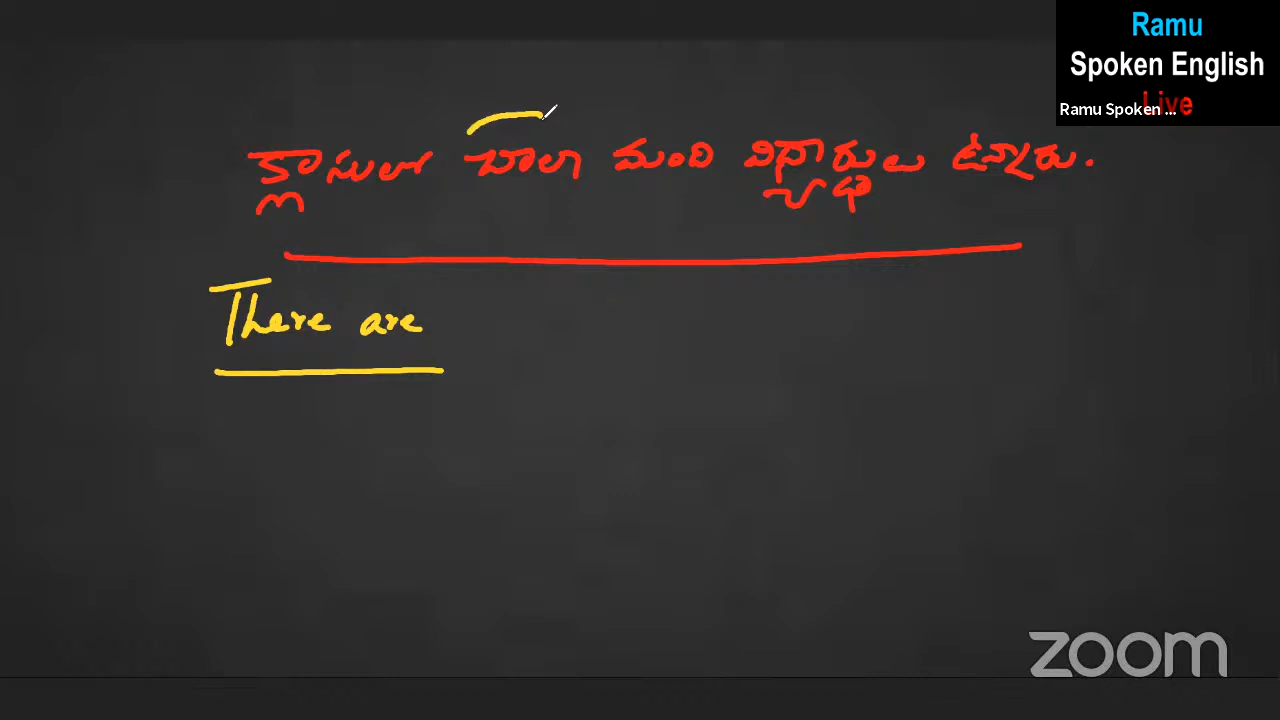 Ramu
Spoken English
Live
Ramu Spoken ...
క్లాసులో చాలా మంది విద్యార్థులు ఉన్నారు.
There are
zoom